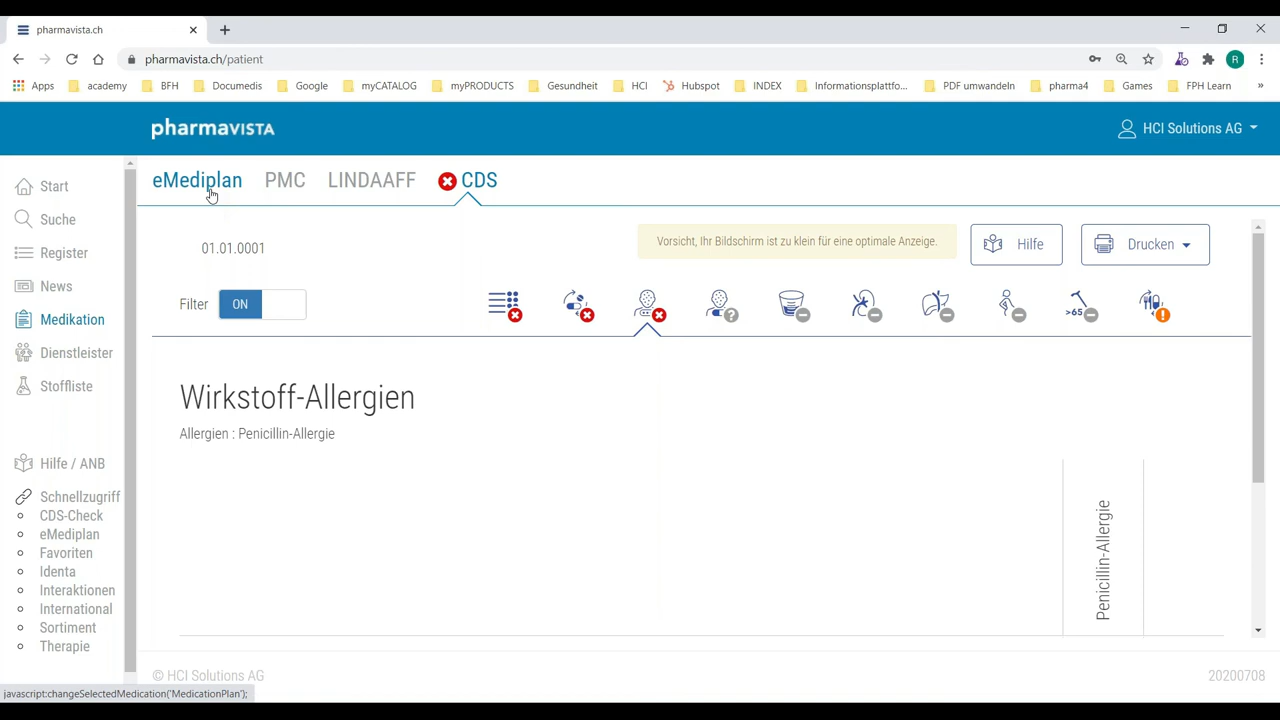 pharmavista.ch
pharmavista.ch/patient
R
Apps academy BFH Documedis Google myCATALOG myPRODUCTS Gesundheit HCI Hubspot INDEX Informationsplattfo... PDF umwandeln pharma4 Games FPH Learn »
pharmaVISTA
HCI Solutions AG
Start
Suche
Register
News
Medikation
Dienstleister
Stoffliste
Hilfe / ANB
Schnellzugriff
CDS-Check
eMediplan
Favoriten
Identa
Interaktionen
International
Sortiment
Therapie
eMediplan PMC LINDAAFF CDS
01.01.0001
Vorsicht, Ihr Bildschirm ist zu klein für eine optimale Anzeige.
Hilfe
Drucken
Filter ON
>65
Wirkstoff-Allergien
Allergien : Penicillin-Allergie
Penicillin-Allergie
© HCI Solutions AG
20200708
javascript:changeSelectedMedication('MedicationPlan');